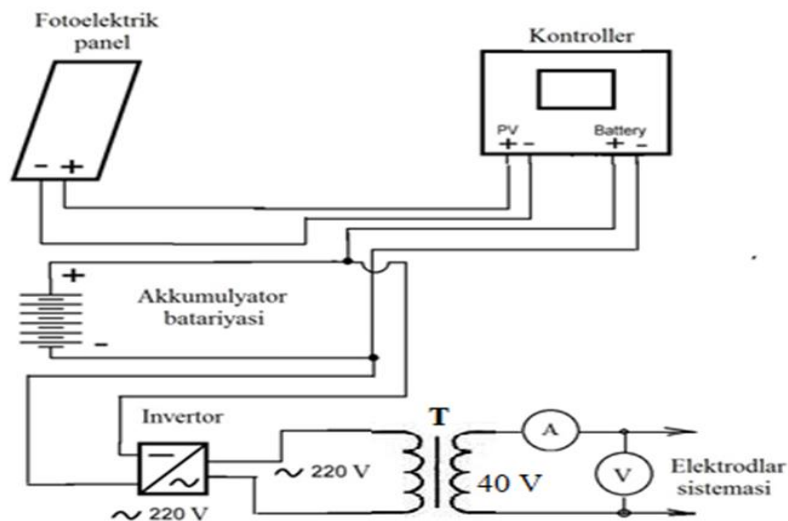 Fotoelektrik
panel
- +
Kontroller
PV
Battery
+ -
+ -
+
Akkumulyator
batariyasi
-
Invertor
~ 220 V
~ 220 V
T
40 V
A
V
Elektrodlar
sistemasi